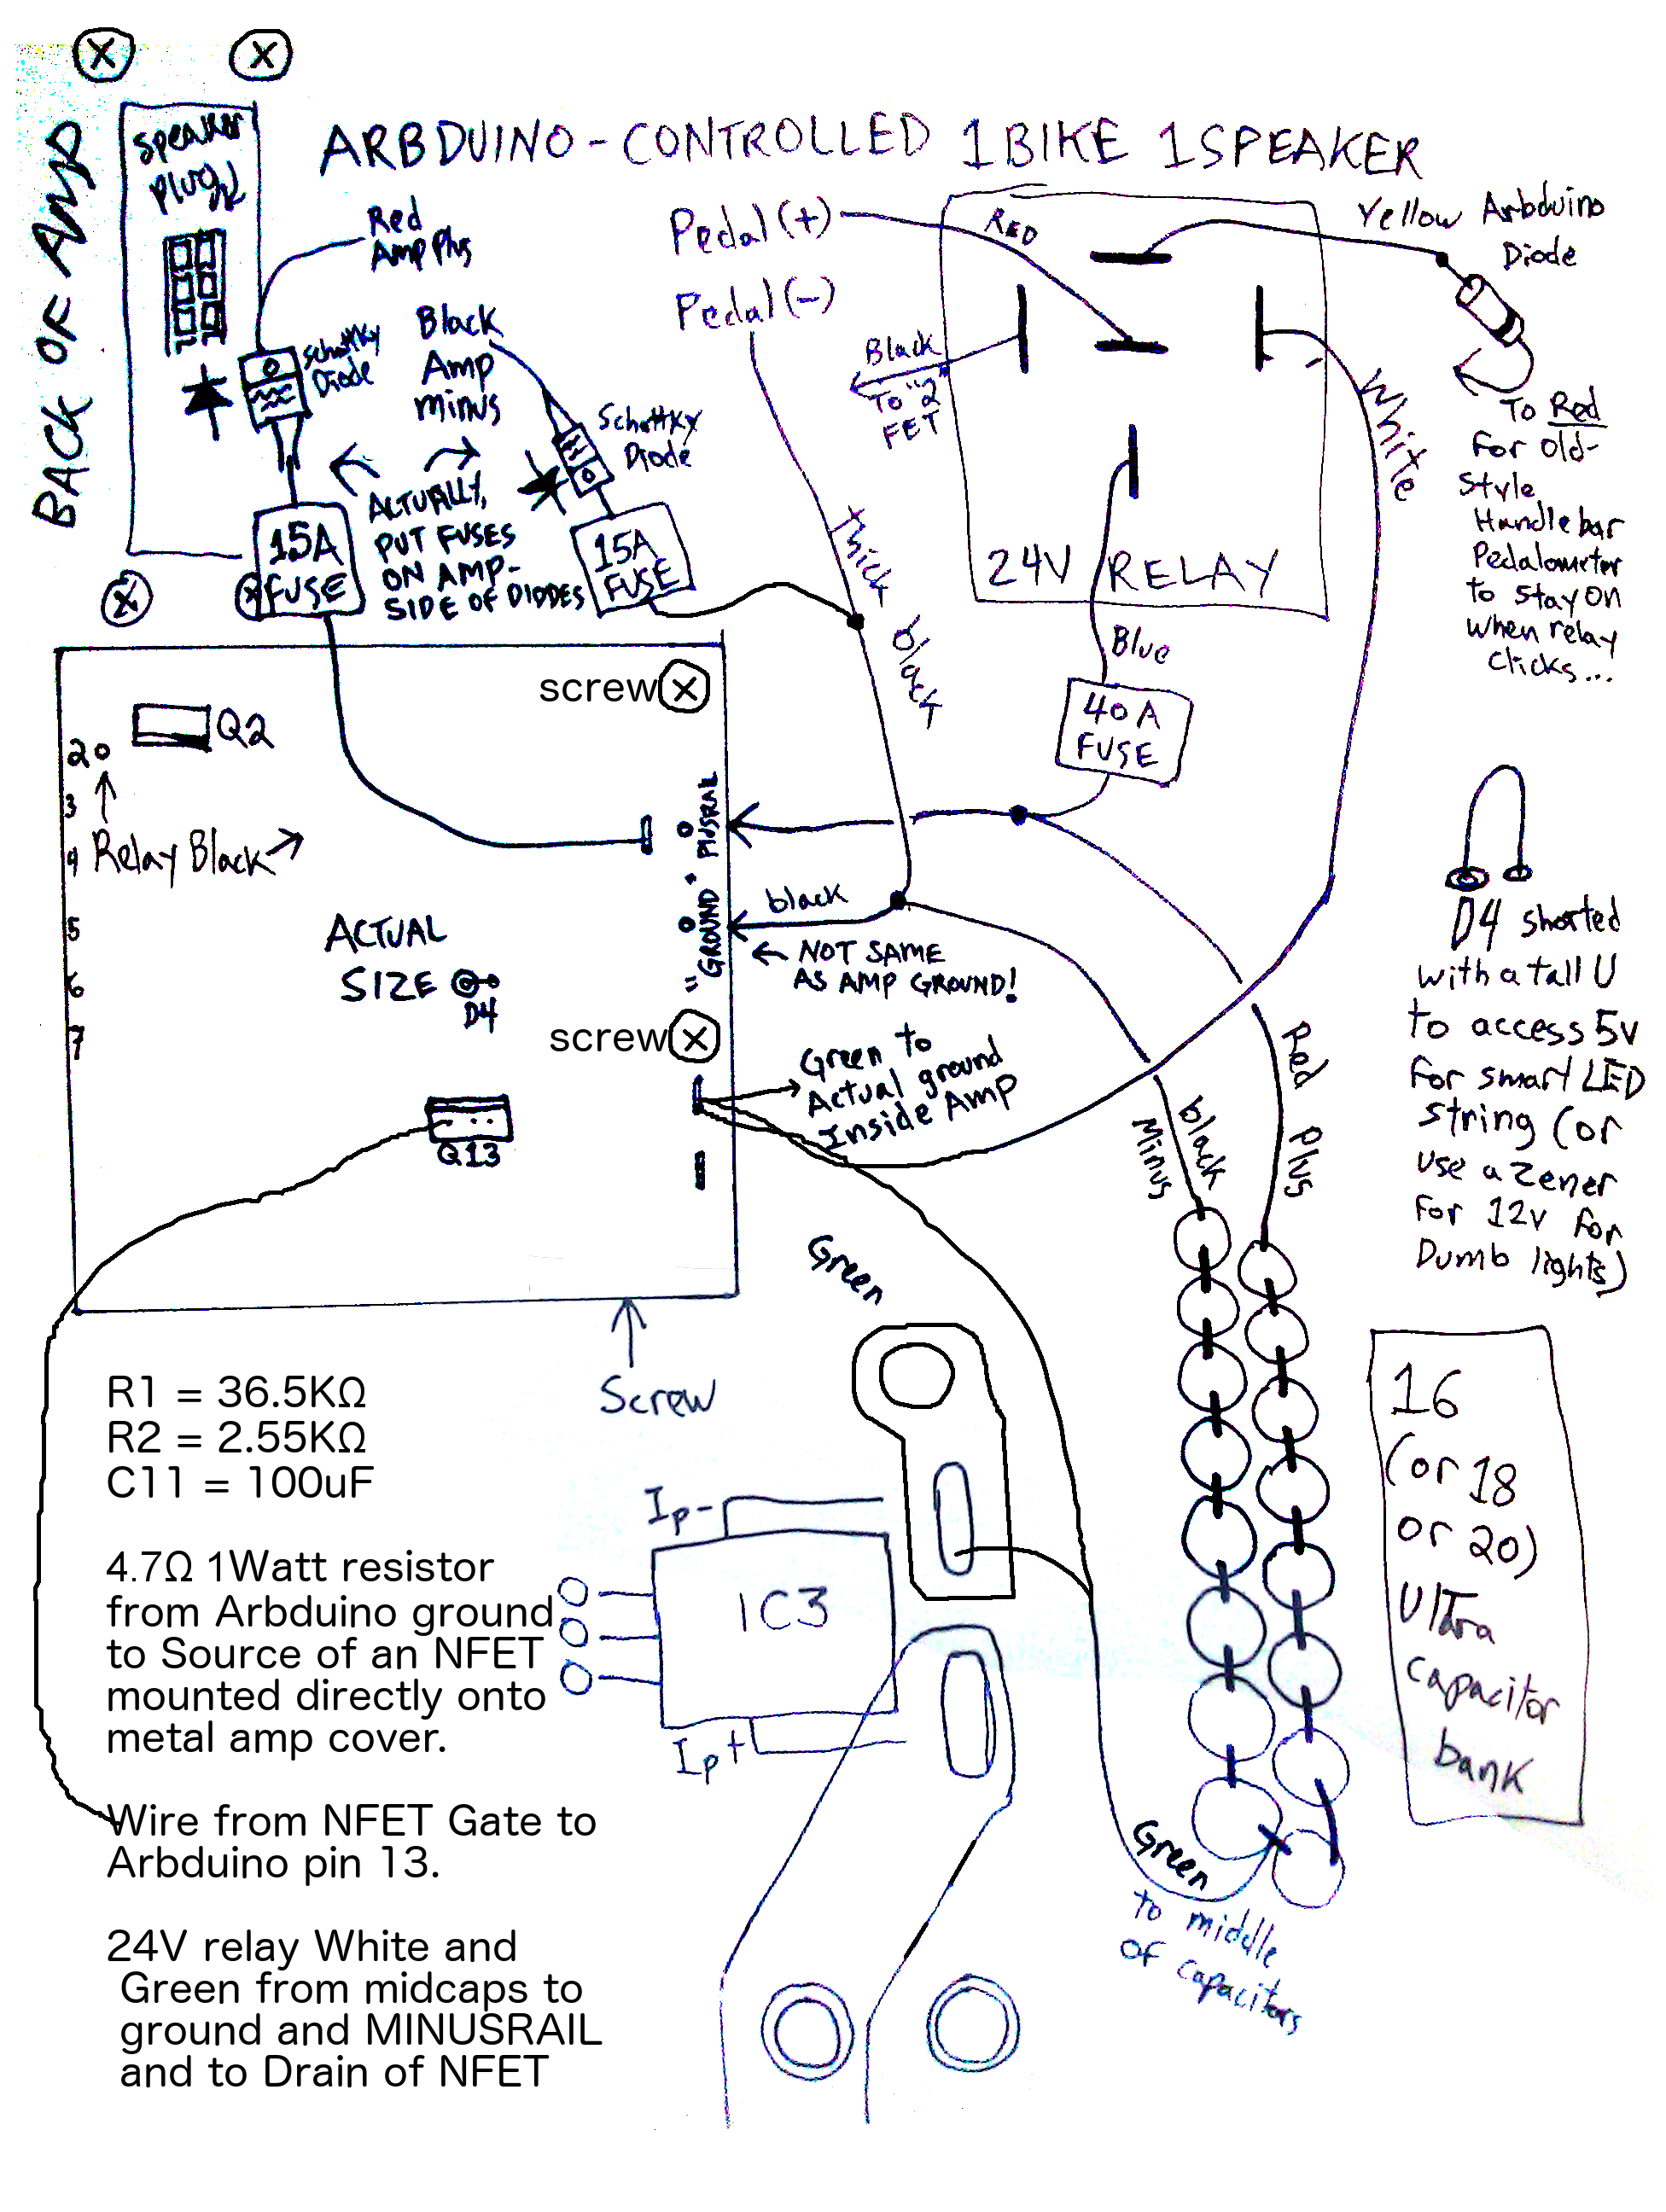 ARBDUINO-CONTROLLED 1BIKE 1SPEAKER
BACK OF AMP
speaker
plug
Red
Amp Plus
Schottky
Diode
Black
Amp
minus
Schottky
Diode
15A
FUSE
ACTUALLY,
PUT FUSES
ON AMP-
SIDE OF DIODES
15A
FUSE
Pedal (+)
Pedal (-)
RED
Black
To "2"
FET
thick black
24V RELAY
White
Blue
40A
FUSE
Yellow Arbduino
Diode
To Red
For Old-
Style
Handlebar
Pedalometer
to stay on
when relay
clicks...
screw
Q2
2
3
4
5
6
7
Relay Black
PLUSRAIL
"GROUND"
black
NOT SAME
AS AMP GROUND!
ACTUAL
SIZE
D4
screw
Green to
Actual ground
Inside Amp
Q13
Screw
D4 shorted
with a tall U
to access 5v
for smart LED
string (or
use a zener
for 12v for
Dumb lights)
black
Minus
Red Plus
Green
R1 = 36.5KΩ
R2 = 2.55KΩ
C11 = 100uF
4.7Ω 1Watt resistor
from Arbduino ground
to Source of an NFET
mounted directly onto
metal amp cover.
Wire from NFET Gate to
Arbduino pin 13.
24V relay White and
Green from midcaps to
ground and MINUSRAIL
and to Drain of NFET
Ip-
IC3
Ip+
16
(or 18
or 20)
Ultra
capacitor
bank
Green
to middle
of capacitors